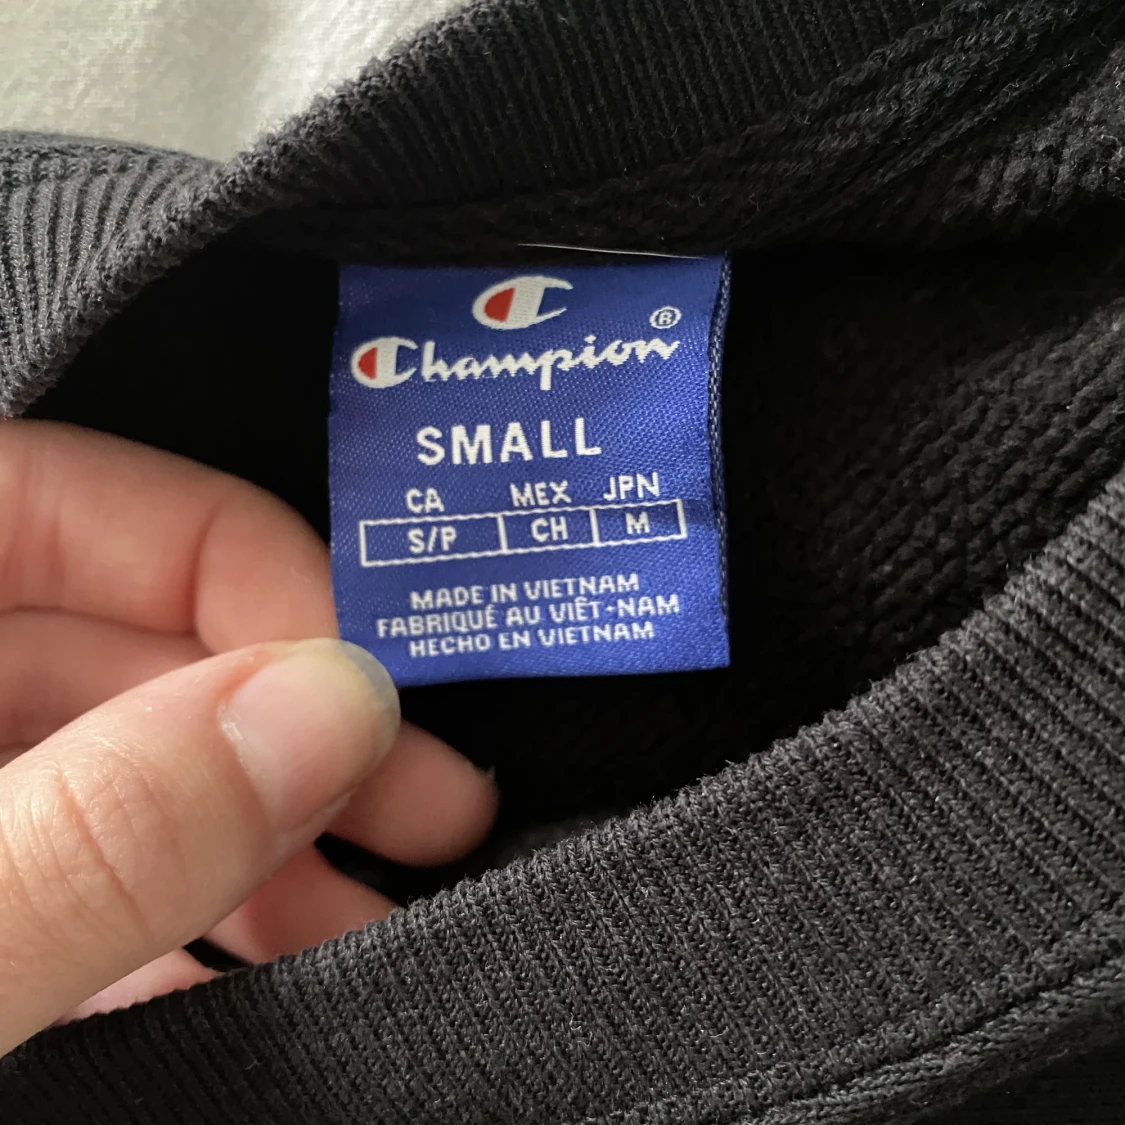 Champion®
SMALL
CA MEX JPN
S/P CH M
MADE IN VIETNAM
FABRIQUÉ AU VIÊT-NAM
HECHO EN VIETNAM